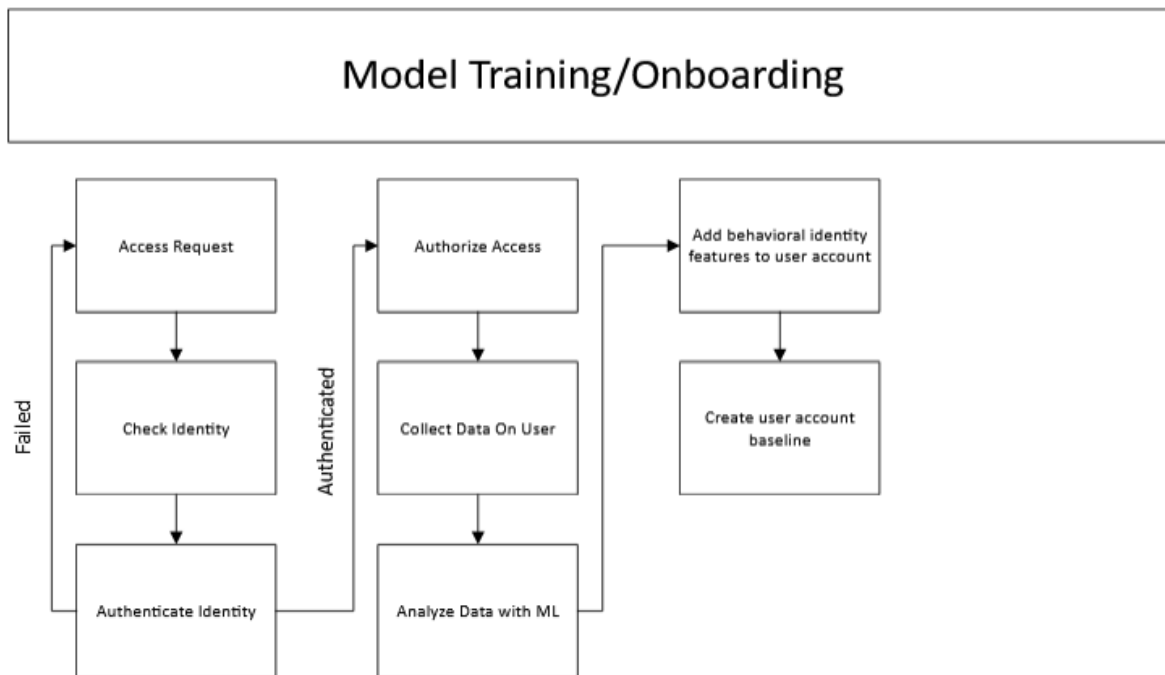 Model Training/Onboarding
Access Request
Check Identity
Authenticate Identity
Failed
Authenticated
Authorize Access
Collect Data On User
Analyze Data with ML
Add behavioral identity
features to user account
Create user account
baseline